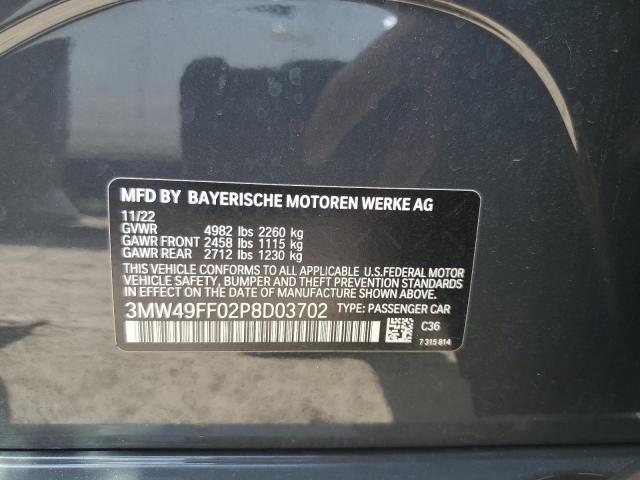 MFD BY BAYERISCHE MOTOREN WERKE AG
11/22
GVWR 4982 lbs 2260 kg
GAWR FRONT 2458 lbs 1115 kg
GAWR REAR 2712 lbs 1230 kg
THIS VEHICLE CONFORMS TO ALL APPLICABLE U.S.FEDERAL MOTOR
VEHICLE SAFETY, BUMPER AND THEFT PREVENTION STANDARDS
IN EFFECT ON THE DATE OF MANUFACTURE SHOWN ABOVE.
3MW49FF02P8D03702 TYPE: PASSENGER CAR
C36
7 315 814